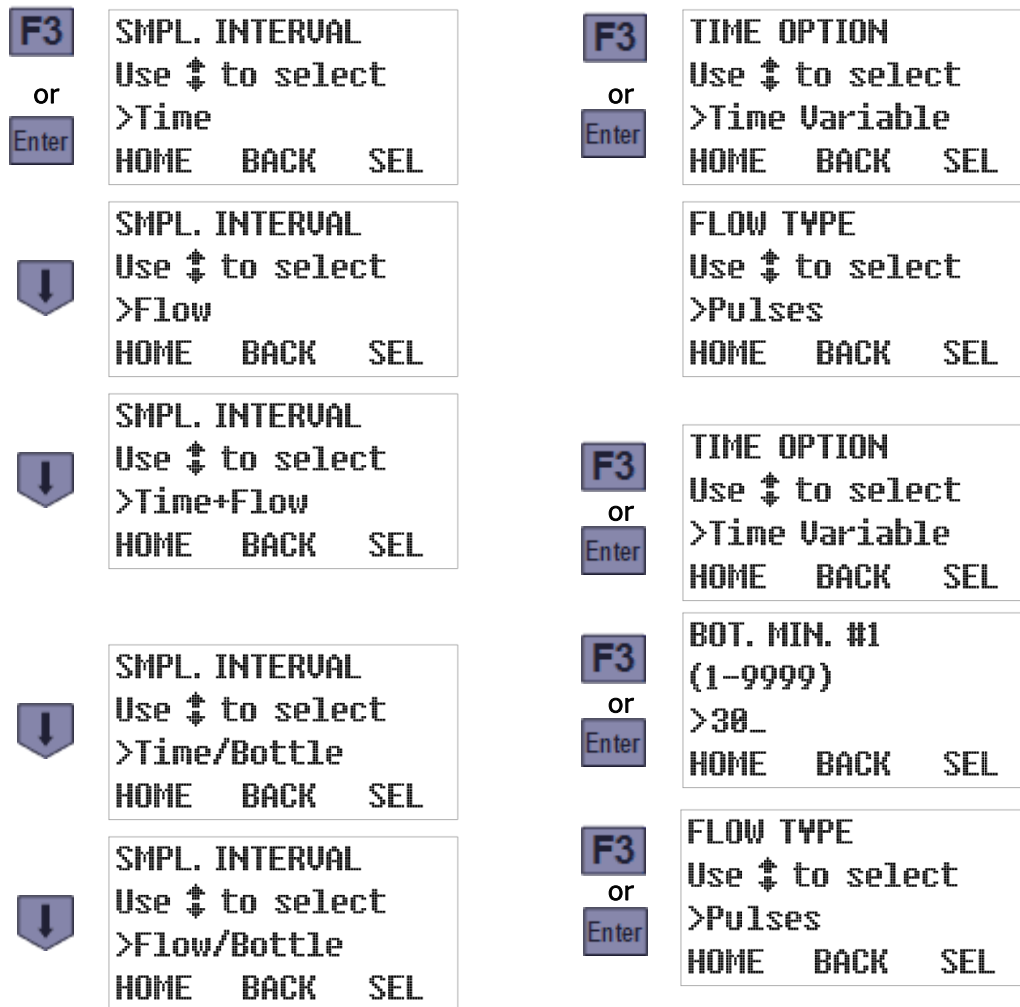 F3
or
Enter
SMPL. INTERVAL
Use ↕ to select
>Time
HOME BACK SEL
SMPL. INTERVAL
Use ↕ to select
>Flow
HOME BACK SEL
SMPL. INTERVAL
Use ↕ to select
>Time+Flow
HOME BACK SEL
SMPL. INTERVAL
Use ↕ to select
>Time/Bottle
HOME BACK SEL
SMPL. INTERVAL
Use ↕ to select
>Flow/Bottle
HOME BACK SEL
F3
or
Enter
TIME OPTION
Use ↕ to select
>Time Variable
HOME BACK SEL
FLOW TYPE
Use ↕ to select
>Pulses
HOME BACK SEL
F3
or
Enter
TIME OPTION
Use ↕ to select
>Time Variable
HOME BACK SEL
F3
or
Enter
BOT. MIN. #1
(1-9999)
>30_
HOME BACK SEL
F3
or
Enter
FLOW TYPE
Use ↕ to select
>Pulses
HOME BACK SEL